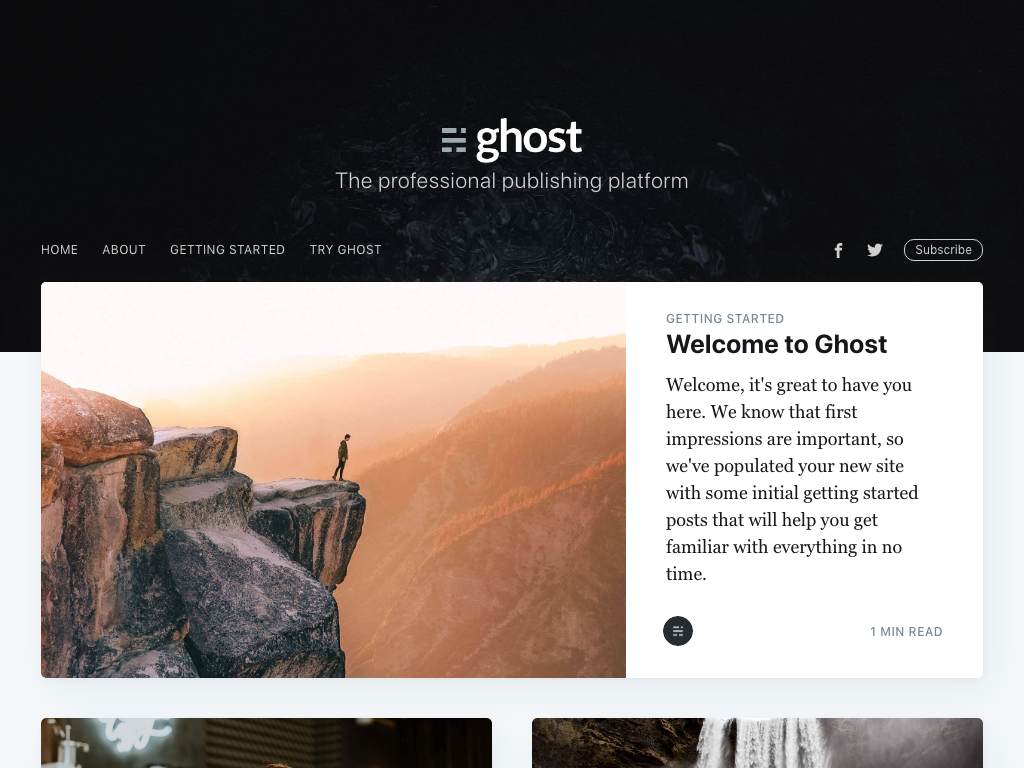 ghost
The professional publishing platform
HOME ABOUT GETTING STARTED TRY GHOST Subscribe
GETTING STARTED
Welcome to Ghost
Welcome, it's great to have you
here. We know that first
impressions are important, so
we've populated your new site
with some initial getting started
posts that will help you get
familiar with everything in no
time.
1 MIN READ